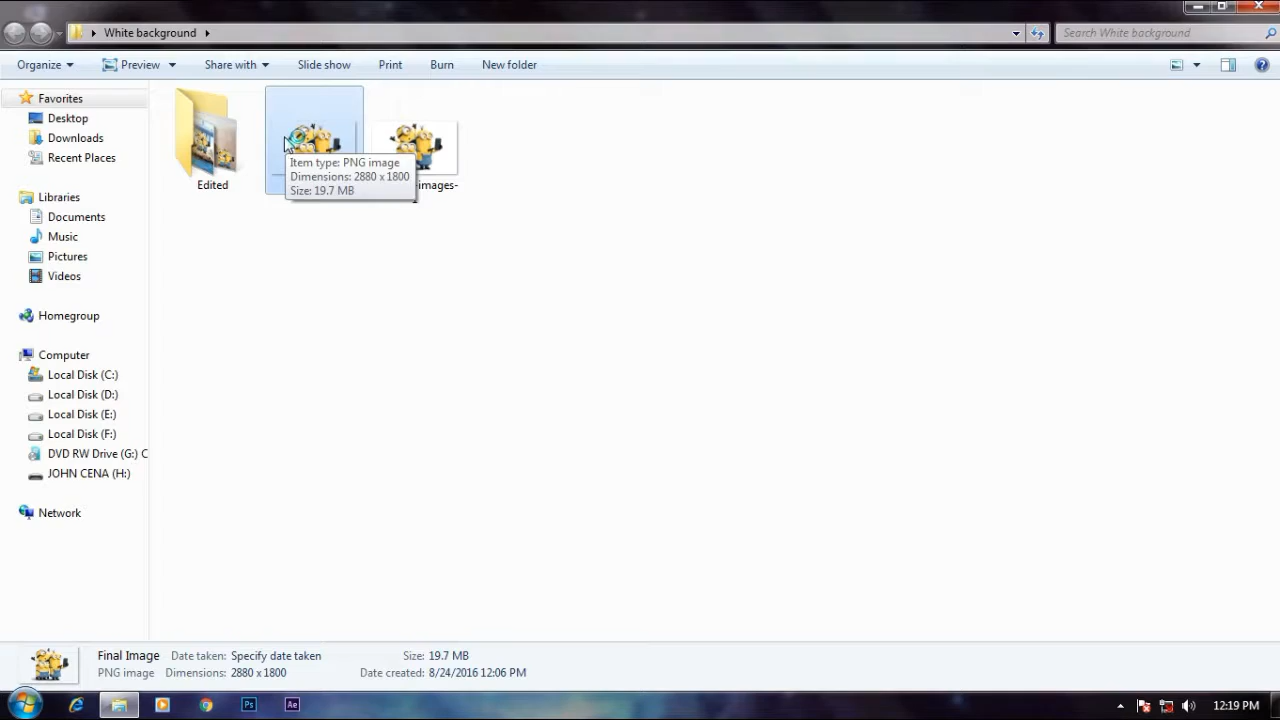 White background
Search White background
Organize
Preview
Share with
Slide show
Print
Burn
New folder
Favorites
Desktop
Downloads
Recent Places
Libraries
Documents
Music
Pictures
Videos
Homegroup
Computer
Local Disk (C:)
Local Disk (D:)
Local Disk (E:)
Local Disk (F:)
DVD RW Drive (G:) C
JOHN CENA (H:)
Network
Edited
Item type: PNG image
Dimensions: 2880 x 1800
Size: 19.7 MB
images-
Final Image
Date taken: Specify date taken
Size: 19.7 MB
PNG image
Dimensions: 2880 x 1800
Date created: 8/24/2016 12:06 PM
Ps
Ae
12:19 PM